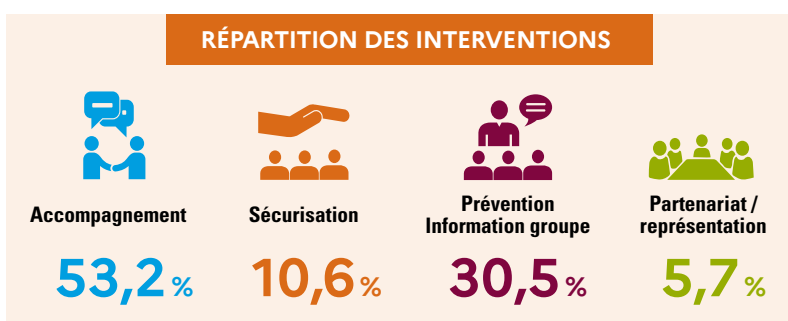 RÉPARTITION DES INTERVENTIONS
Accompagnement
53,2 %
Sécurisation
10,6 %
Prévention
Information groupe
30,5 %
Partenariat /
représentation
5,7 %